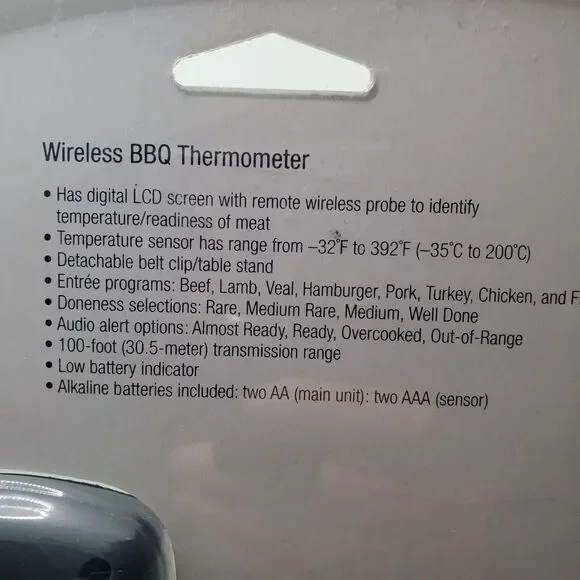 Wireless BBQ Thermometer
• Has digital LCD screen with remote wireless probe to identify
temperature/readiness of meat
• Temperature sensor has range from –32°F to 392°F (–35°C to 200°C)
• Detachable belt clip/table stand
• Entrée programs: Beef, Lamb, Veal, Hamburger, Pork, Turkey, Chicken, and F
• Doneness selections: Rare, Medium Rare, Medium, Well Done
• Audio alert options: Almost Ready, Ready, Overcooked, Out-of-Range
• 100-foot (30.5-meter) transmission range
• Low battery indicator
• Alkaline batteries included: two AA (main unit): two AAA (sensor)